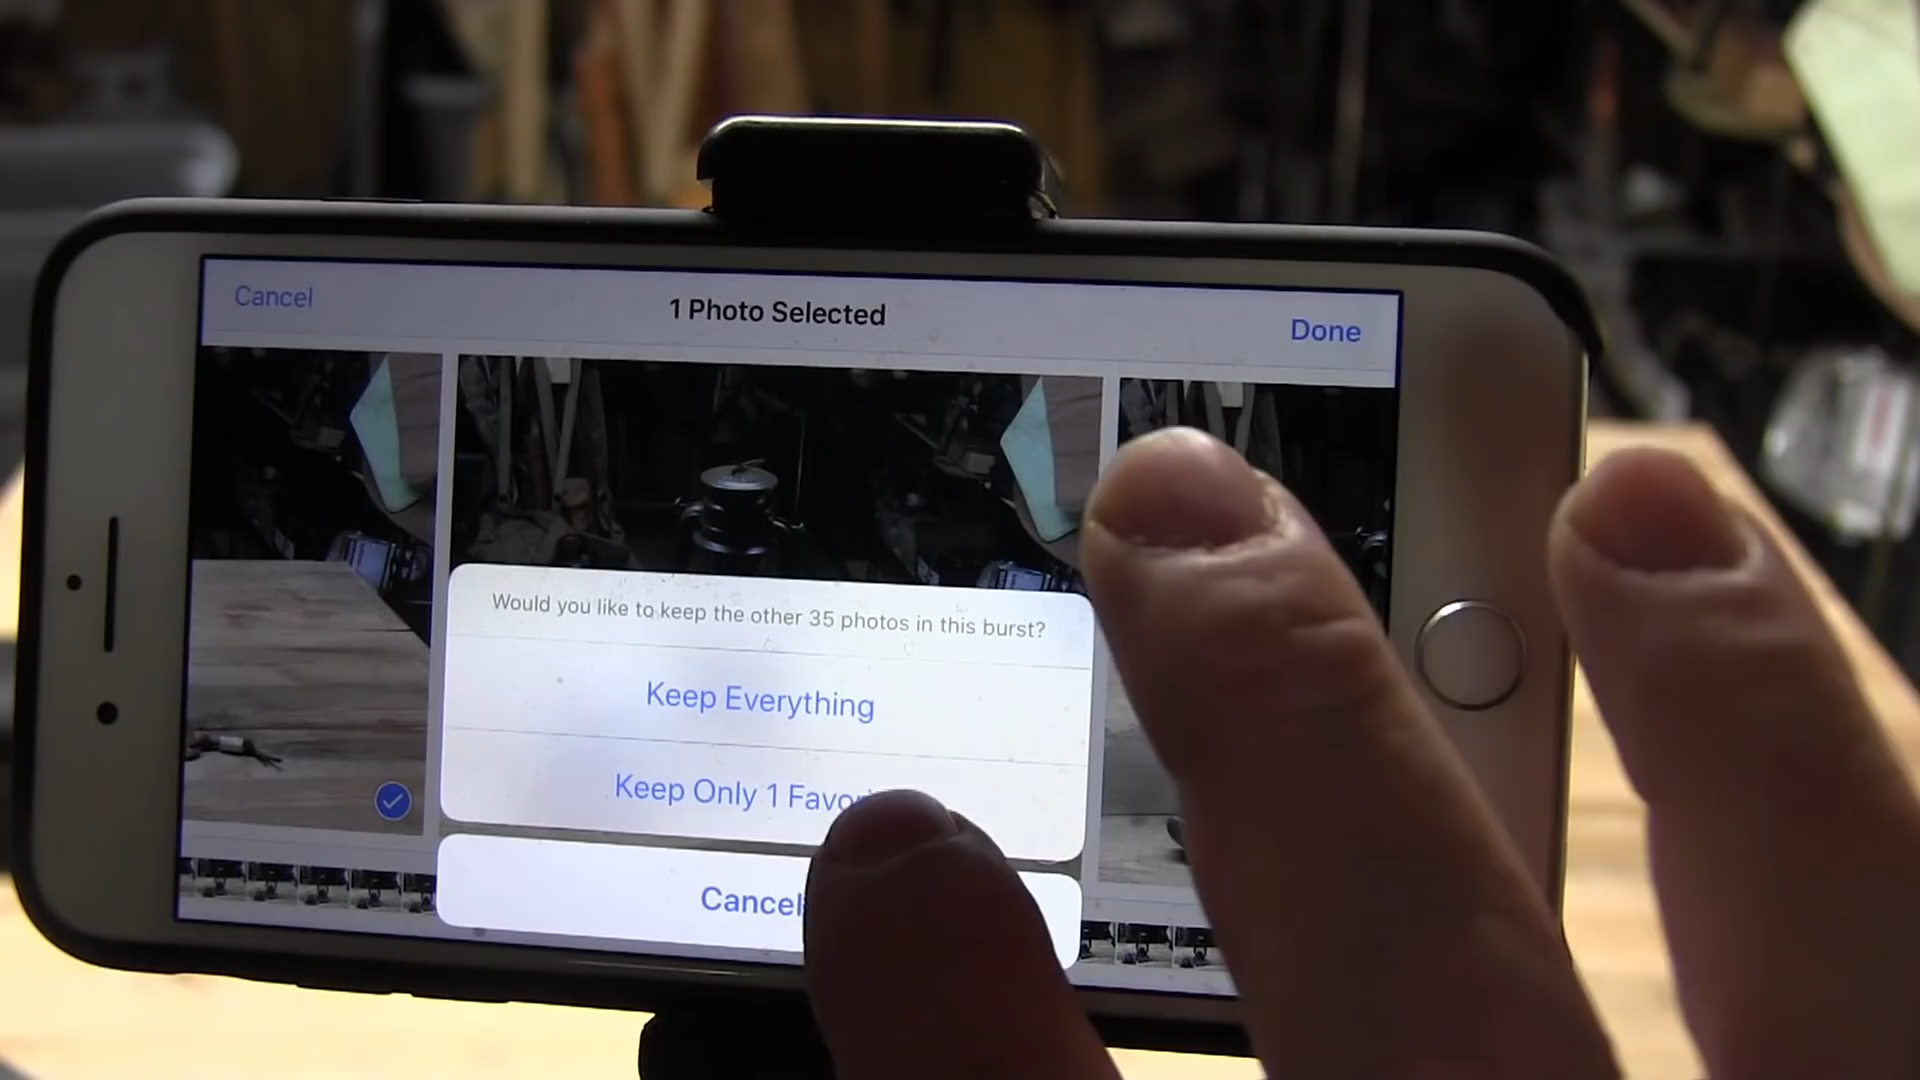 Cancel
1 Photo Selected
Done
Would you like to keep the other 35 photos in this burst?
Keep Everything
Keep Only 1 Favo
Cancel